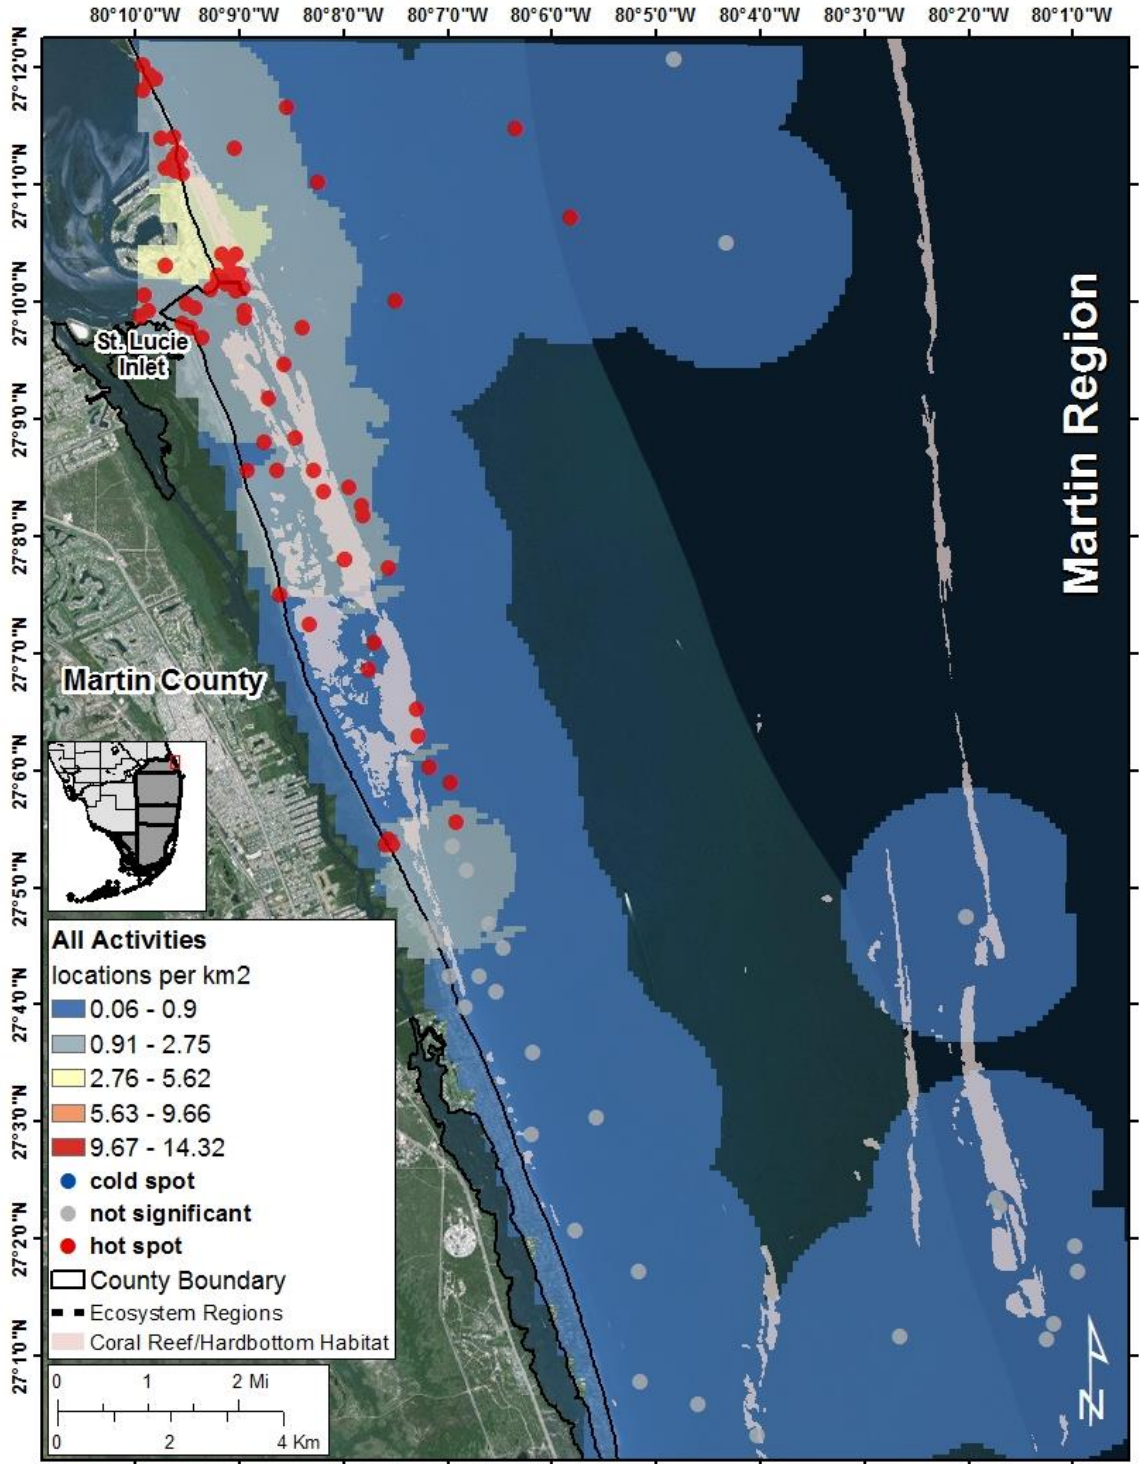 80°10'0"W 80°9'0"W 80°8'0"W 80°7'0"W 80°6'0"W 80°5'0"W 80°4'0"W 80°3'0"W 80°2'0"W 80°1'0"W
27°12'0"N
27°11'0"N
27°10'0"N
27°9'0"N
27°8'0"N
27°7'0"N
27°6'0"N
27°5'0"N
27°4'0"N
27°3'0"N
27°2'0"N
27°1'0"N
St. Lucie
Inlet
Martin Region
Martin County
All Activities
locations per km2
0.06 - 0.9
0.91 - 2.75
2.76 - 5.62
5.63 - 9.66
9.67 - 14.32
cold spot
not significant
hot spot
County Boundary
Ecosystem Regions
Coral Reef/Hardbottom Habitat
0 1 2 Mi
0 2 4 Km
N